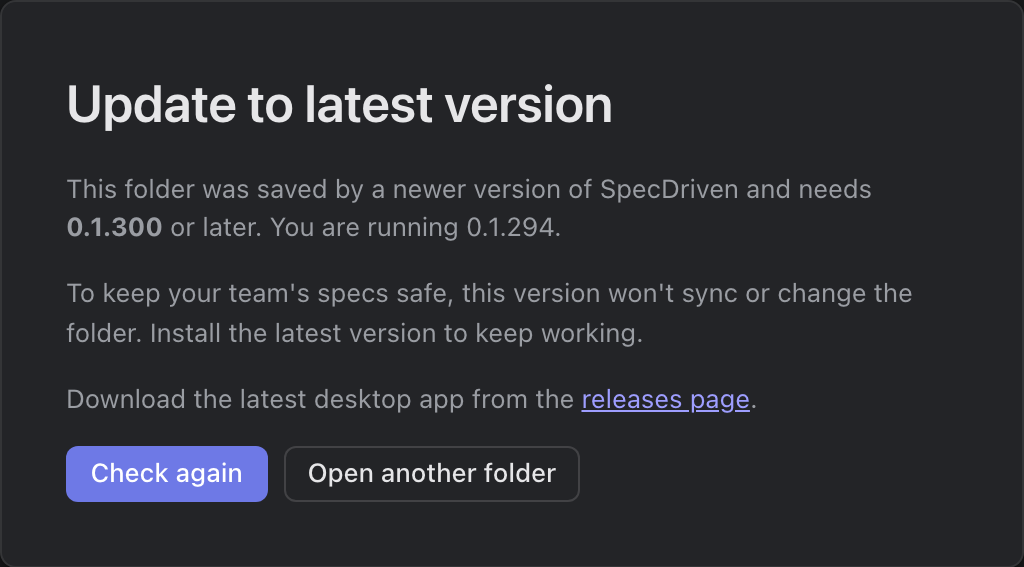 Update to latest version
This folder was saved by a newer version of SpecDriven and needs
0.1.300 or later. You are running 0.1.294.
To keep your team's specs safe, this version won't sync or change the
folder. Install the latest version to keep working.
Download the latest desktop app from the releases page.
Check again
Open another folder